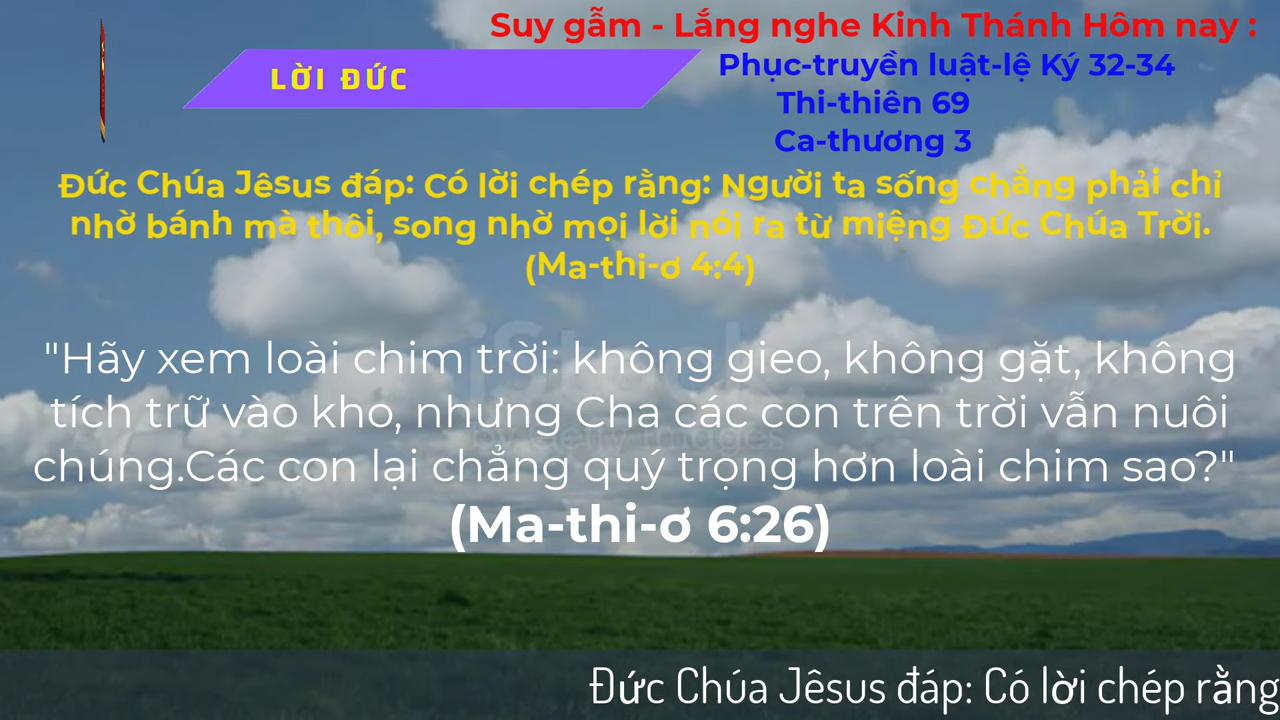 Suy gẫm - Lắng nghe Kinh Thánh Hôm nay :
LỜI ĐỨC
Phục-truyền luật-lệ Ký 32-34
Thi-thiên 69
Ca-thương 3
Đức Chúa Jêsus đáp: Có lời chép rằng: Người ta sống chẳng phải chỉ
nhờ bánh mà thôi, song nhờ mọi lời nói ra từ miệng Đức Chúa Trời.
(Ma-thi-ơ 4:4)
iStock
by Getty Images
"Hãy xem loài chim trời: không gieo, không gặt, không
tích trữ vào kho, nhưng Cha các con trên trời vẫn nuôi
chúng.Các con lại chẳng quý trọng hơn loài chim sao?"
(Ma-thi-ơ 6:26)
Đức Chúa Jêsus đáp: Có lời chép rằng